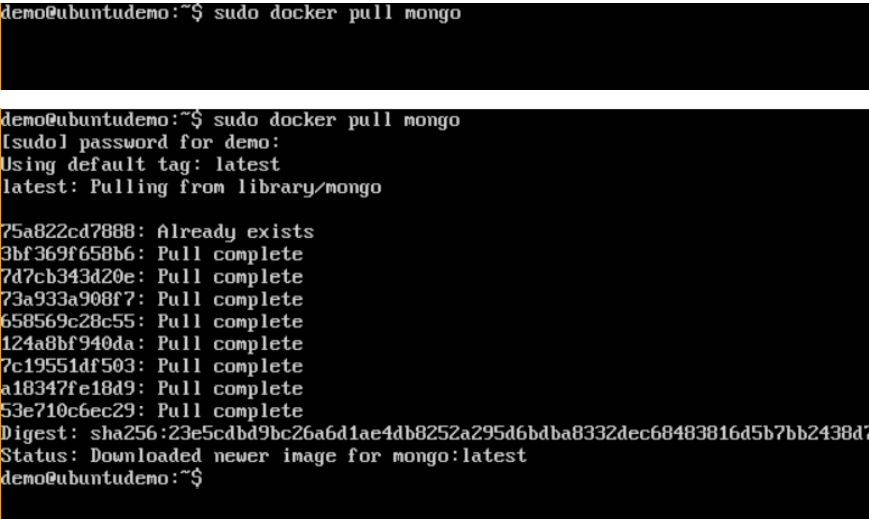 demo@ubuntudemo:~$ sudo docker pull mongo
demo@ubuntudemo:~$ sudo docker pull mongo
[sudo] password for demo:
Using default tag: latest
latest: Pulling from library/mongo
75a822cd7888: Already exists
3bf369f658b6: Pull complete
7d7cb343d20e: Pull complete
73a933a908f7: Pull complete
658569c28c55: Pull complete
124a8bf940da: Pull complete
7c19551df503: Pull complete
a18347fe18d9: Pull complete
53e710c6ec29: Pull complete
Digest: sha256:23e5cdbd9bc26a6d1ae4db8252a295d6bdba8332dec68483816d5b7bb2438d7
Status: Downloaded newer image for mongo:latest
demo@ubuntudemo:~$